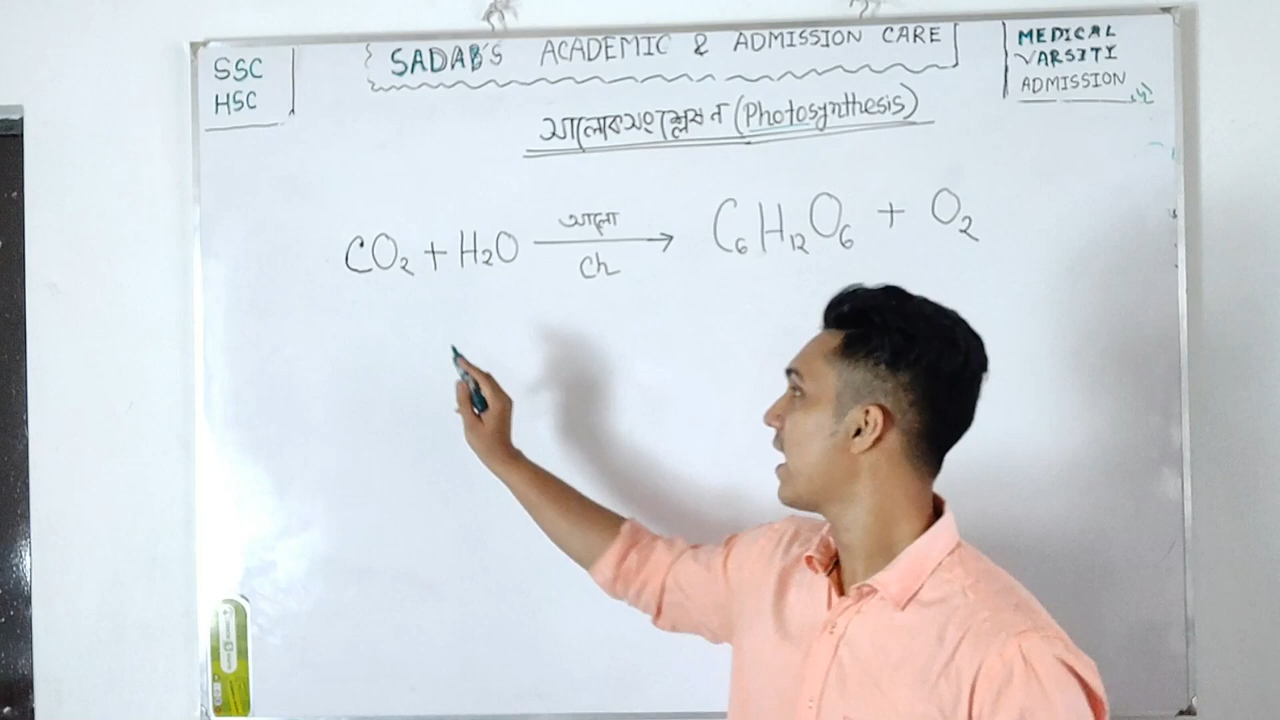 SSC
HSC
SADAB'S ACADEMIC & ADMISSION CARE
MEDICAL
VARSITY
ADMISSION
আলোকসংশ্লেষণ (Photosynthesis)
CO₂ + H₂O আলো → Ch C₆H₁₂O₆ + O₂